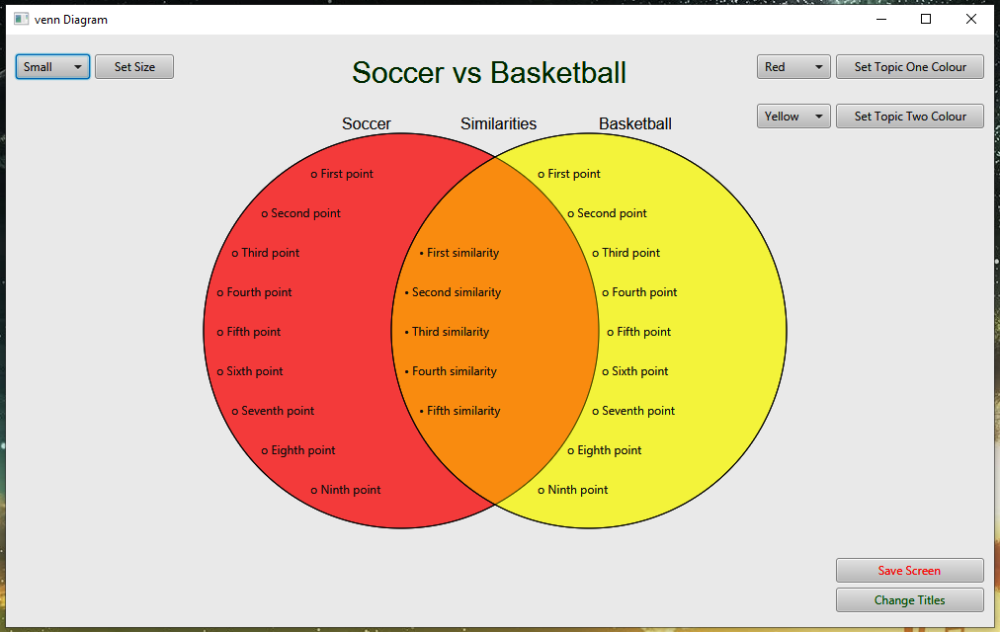 venn Diagram
Small
Set Size
Soccer vs Basketball
Red
Set Topic One Colour
Yellow
Set Topic Two Colour
Soccer
Similarities
Basketball
o First point
o Second point
o Third point
o Fourth point
o Fifth point
o Sixth point
o Seventh point
o Eighth point
o Ninth point
• First similarity
• Second similarity
• Third similarity
• Fourth similarity
• Fifth similarity
o First point
o Second point
o Third point
o Fourth point
o Fifth point
o Sixth point
o Seventh point
o Eighth point
o Ninth point
Save Screen
Change Titles